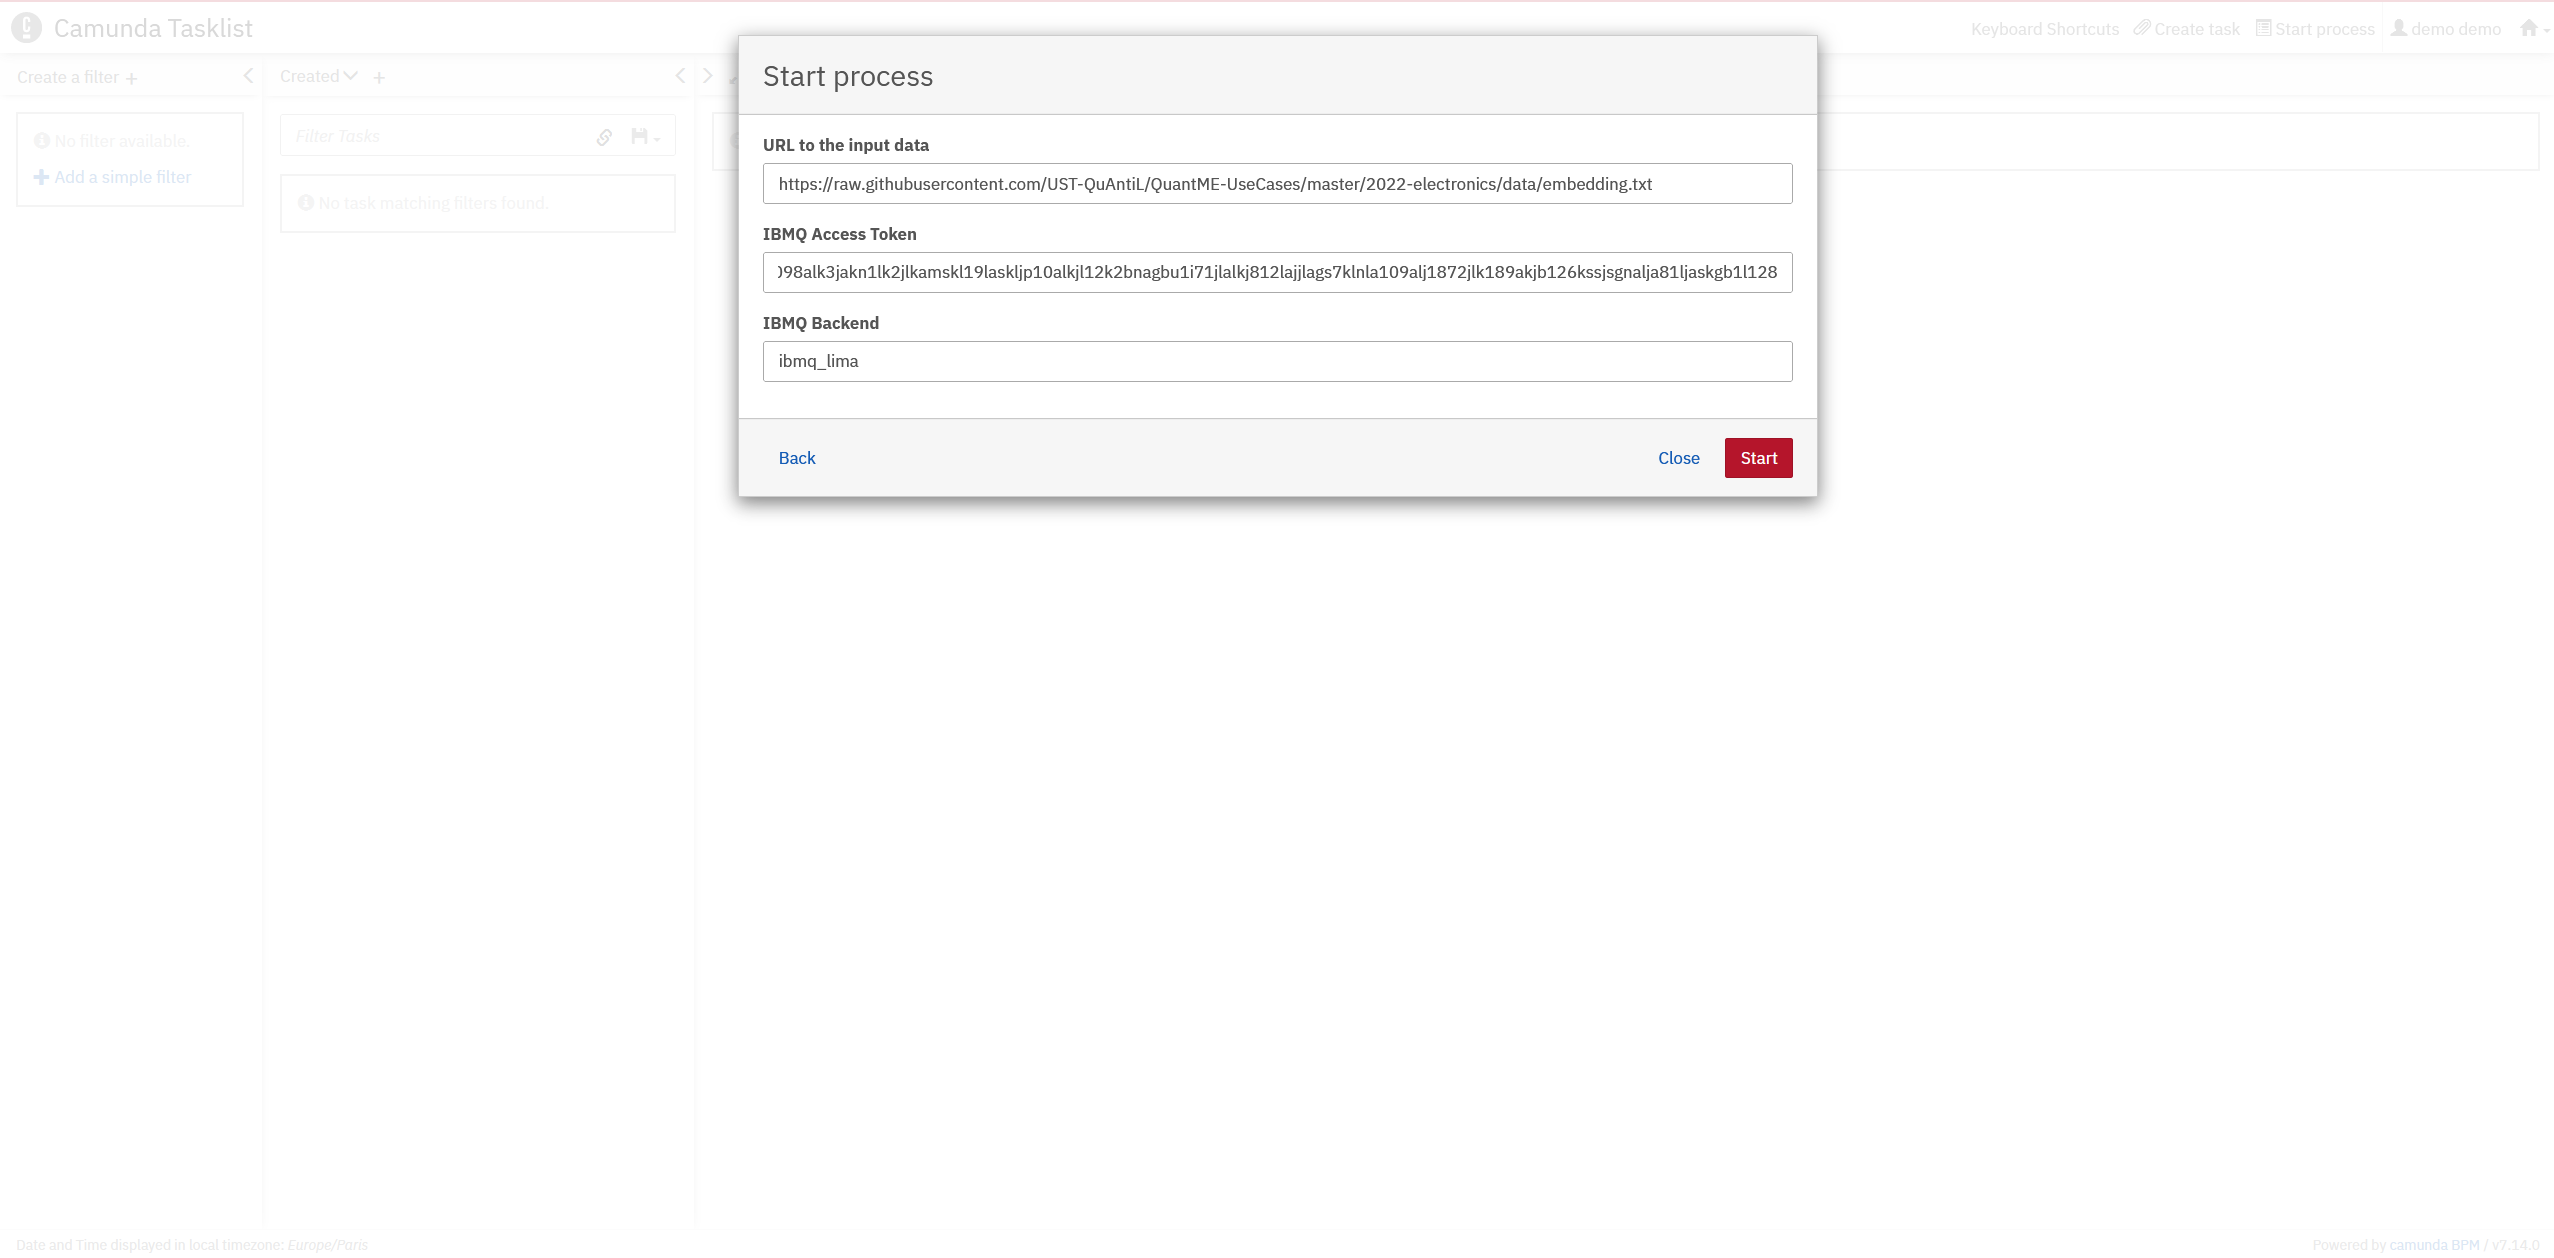 Camunda Tasklist
Keyboard Shortcuts Create task Start process demo demo
Create a filter +
Created +
No filter available.
Add a simple filter
Filter Tasks
No task matching filters found.
Start process
URL to the input data
https://raw.githubusercontent.com/UST-QuAntiL/QuantME-UseCases/master/2022-electronics/data/embedding.txt
IBMQ Access Token
098alk3jakn1lk2jlkamskl19laskljp10alkjl12k2bnagbu1i71jlalkj812lajjlags7klnla109alj1872jlk189akjb126kssjsgnalja81ljaskgb1l128
IBMQ Backend
ibmq_lima
Back
Close
Start
Date and Time displayed in local timezone: Europe/Paris
Powered by camunda BPM / v7.14.0